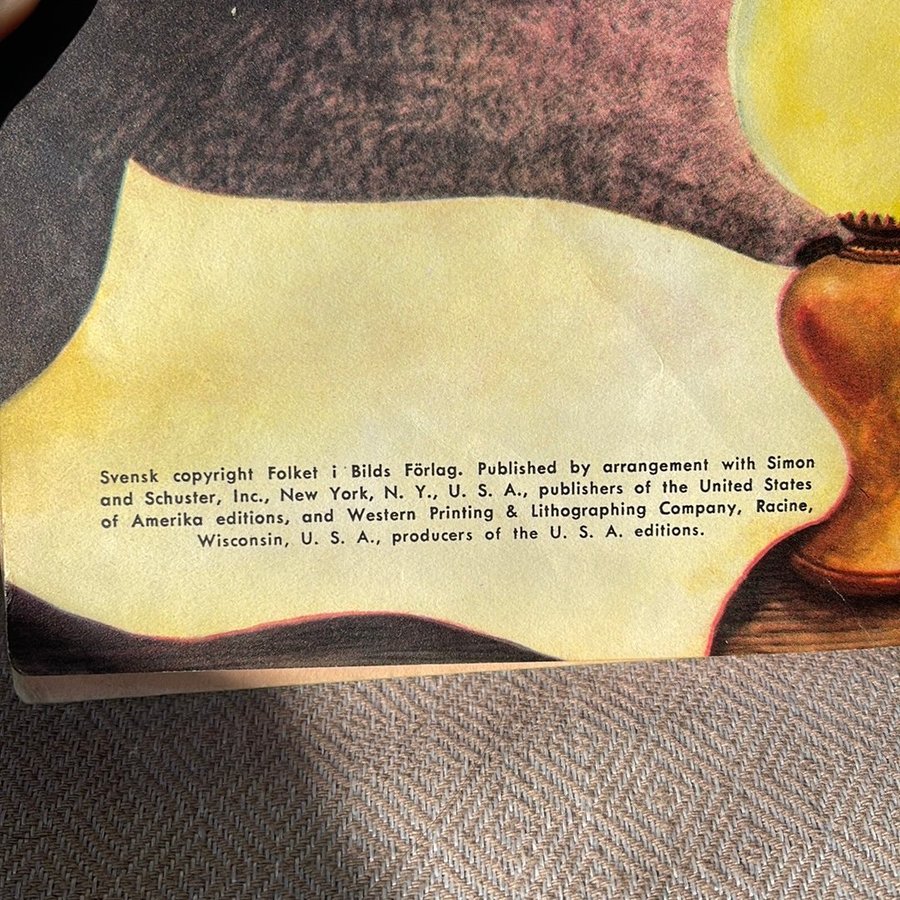 Svensk copyright Folket i Bilds Förlag. Published by arrangement with Simon
and Schuster, Inc., New York, N. Y., U. S. A., publishers of the United States
of Amerika editions, and Western Printing & Lithographing Company, Racine,
Wisconsin, U. S. A., producers of the U. S. A. editions.